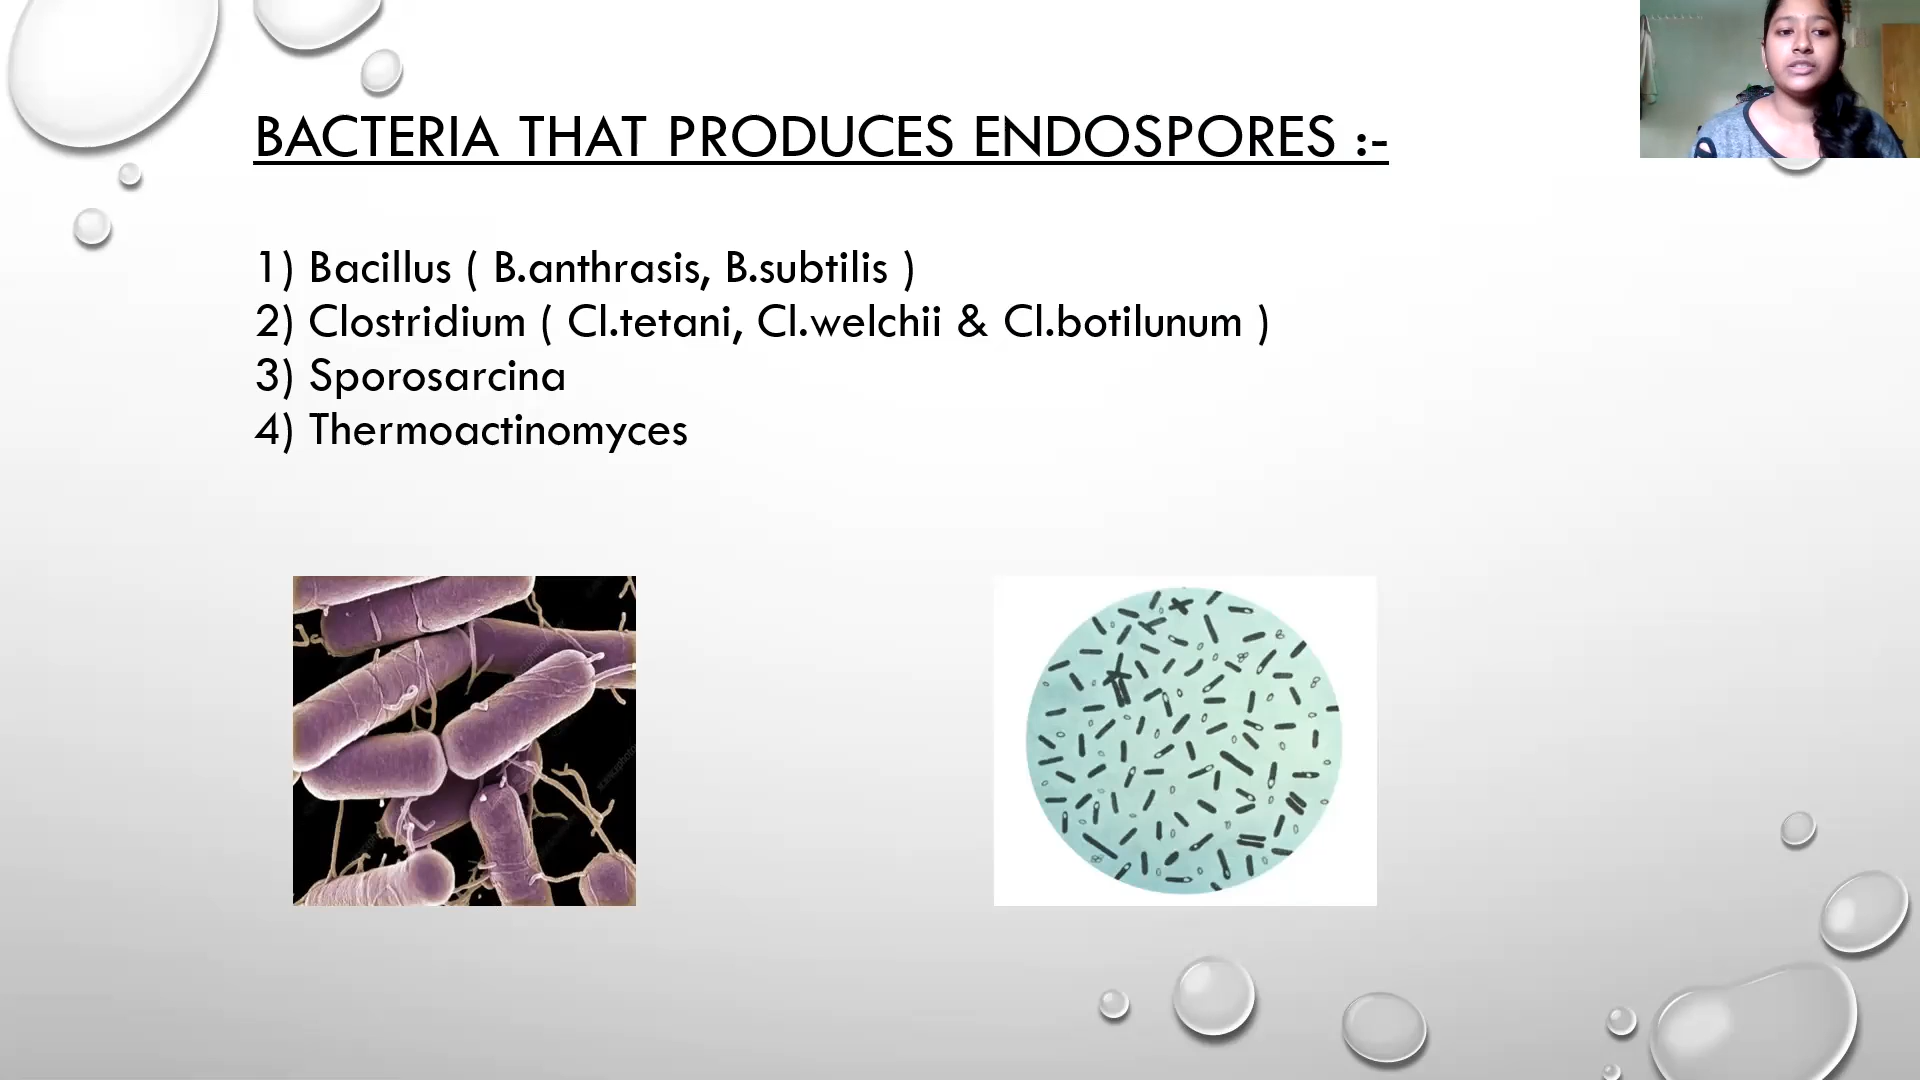 BACTERIA THAT PRODUCES ENDOSPORES :-
1) Bacillus ( B.anthrasis, B.subtilis )
2) Clostridium ( Cl.tetani, Cl.welchii & Cl.botilunum )
3) Sporosarcina
4) Thermoactinomyces